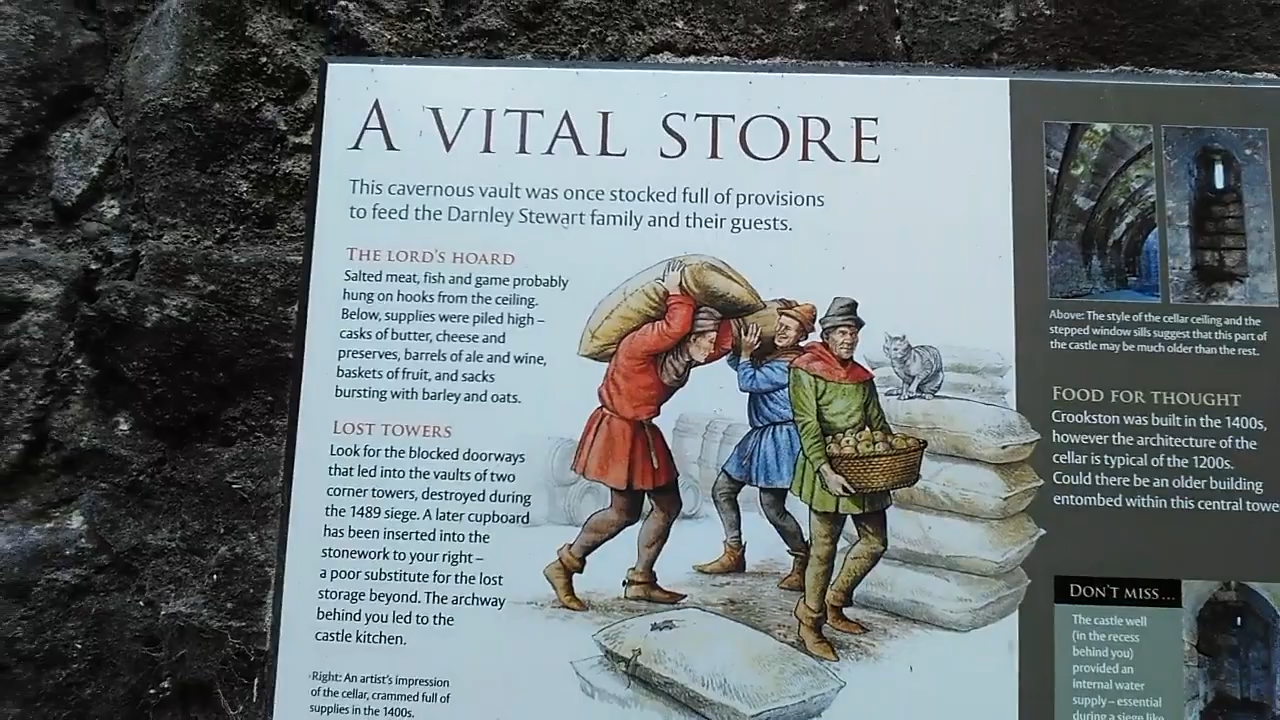 A VITAL STORE
This cavernous vault was once stocked full of provisions
to feed the Darnley Stewart family and their guests.
THE LORD'S HOARD
Salted meat, fish and game probably
hung on hooks from the ceiling.
Below, supplies were piled high –
casks of butter, cheese and
preserves, barrels of ale and wine,
baskets of fruit, and sacks
bursting with barley and oats.
LOST TOWERS
Look for the blocked doorways
that led into the vaults of two
corner towers, destroyed during
the 1489 siege. A later cupboard
has been inserted into the
stonework to your right –
a poor substitute for the lost
storage beyond. The archway
behind you led to the
castle kitchen.
Right: An artist's impression
of the cellar, crammed full of
supplies in the 1400s.
Above: The style of the cellar ceiling and the
stepped window sills suggest that this part of
the castle may be much older than the rest.
FOOD FOR THOUGHT
Crookston was built in the 1400s,
however the architecture of the
cellar is typical of the 1200s.
Could there be an older building
entombed within this central towe
DON'T MISS...
The castle well
(in the recess
behind you)
provided an
internal water
supply – essential
during a siege like